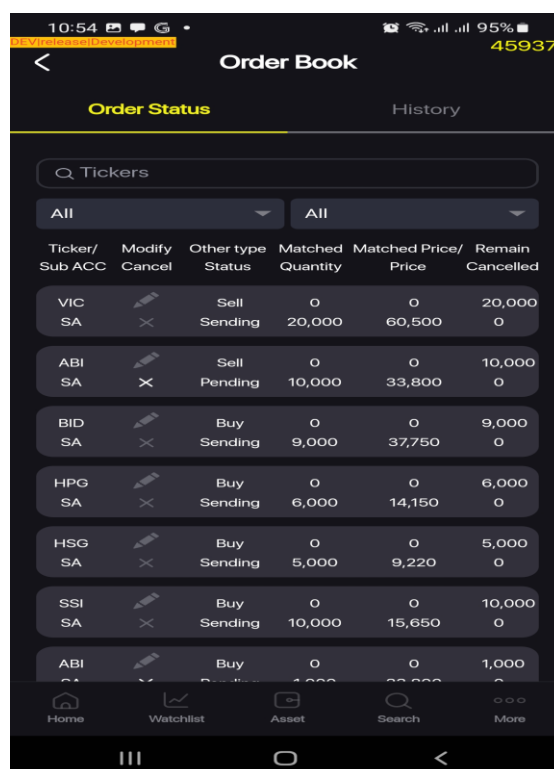 10:54 95%
DEV|release|Development
45937
Order Book
Order Status History
Tickers
All All
Ticker/ Modify Other type Matched Matched Price/ Remain
Sub ACC Cancel Status Quantity Price Cancelled
VIC Sell 0 0 20,000
SA Sending 20,000 60,500 0
ABI Sell 0 0 10,000
SA Pending 10,000 33,800 0
BID Buy 0 0 9,000
SA Sending 9,000 37,750 0
HPG Buy 0 0 6,000
SA Sending 6,000 14,150 0
HSG Buy 0 0 5,000
SA Sending 5,000 9,220 0
SSI Buy 0 0 10,000
SA Sending 10,000 15,650 0
ABI Buy 0 0 1,000
Home Watchlist Asset Search More